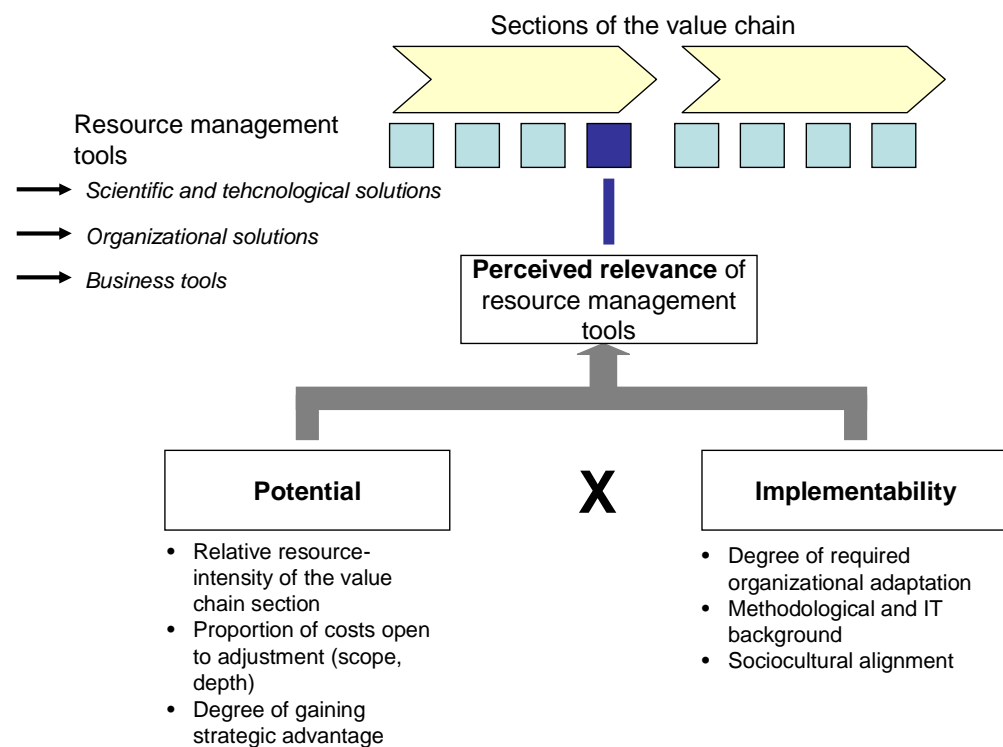 Sections of the value chain
Resource management
tools
Scientific and tehcnological solutions
Organizational solutions
Business tools
Perceived relevance of
resource management
tools
Potential
X
Implementability
• Relative resource-
intensity of the value
chain section
• Proportion of costs open
to adjustment (scope,
depth)
• Degree of gaining
strategic advantage
• Degree of required
organizational adaptation
• Methodological and IT
background
• Sociocultural alignment